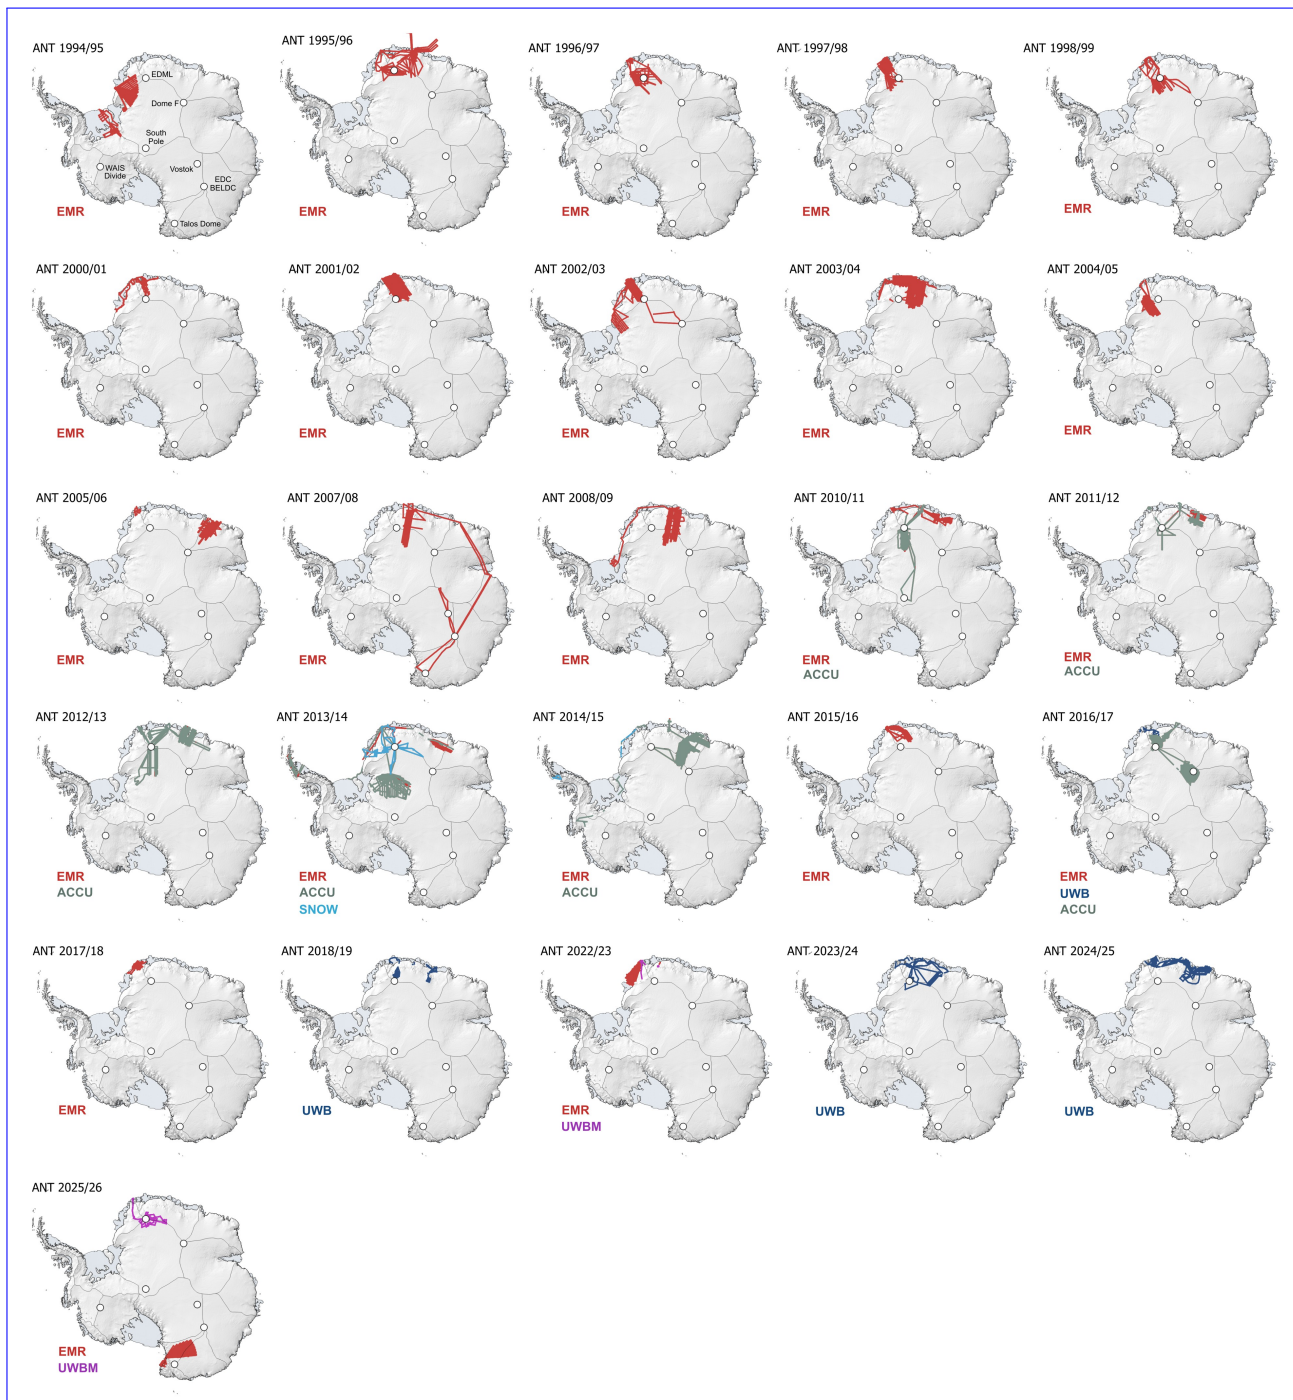 ANT 1994/95
EDML
Dome F
South
Pole
WAIS
Divide
Vostok
EDC
BELDC
Talos Dome
EMR
ANT 1995/96
EMR
ANT 1996/97
EMR
ANT 1997/98
EMR
ANT 1998/99
EMR
ANT 2000/01
EMR
ANT 2001/02
EMR
ANT 2002/03
EMR
ANT 2003/04
EMR
ANT 2004/05
EMR
ANT 2005/06
EMR
ANT 2007/08
EMR
ANT 2008/09
EMR
ANT 2010/11
EMR
ACCU
ANT 2011/12
EMR
ACCU
ANT 2012/13
EMR
ACCU
ANT 2013/14
EMR
ACCU
SNOW
ANT 2014/15
EMR
ACCU
ANT 2015/16
EMR
ANT 2016/17
EMR
UWB
ACCU
ANT 2017/18
EMR
ANT 2018/19
UWB
ANT 2022/23
EMR
UWBM
ANT 2023/24
UWB
ANT 2024/25
UWB
ANT 2025/26
EMR
UWBM